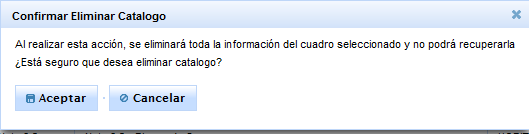 Confirmar Eliminar Catalogo
Al realizar esta acción, se eliminará toda la información del cuadro seleccionado y no podrá recuperarla
¿Está seguro que desea eliminar catalogo?
Aceptar - Cancelar